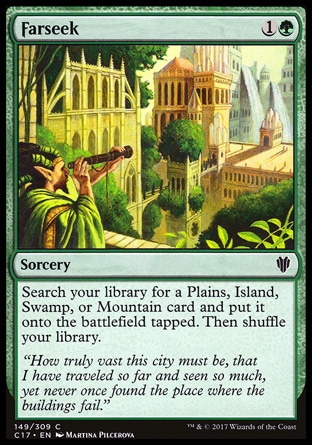 Farseek 1
Sorcery
Search your library for a Plains, Island,
Swamp, or Mountain card and put it
onto the battlefield tapped. Then shuffle
your library.
“How truly vast this city must be, that
I have traveled so far and seen so much,
yet never once found the place where the
buildings fail.”
149/309 C
C17 • EN Martina Pilcerova
™ & © 2017 Wizards of the Coast